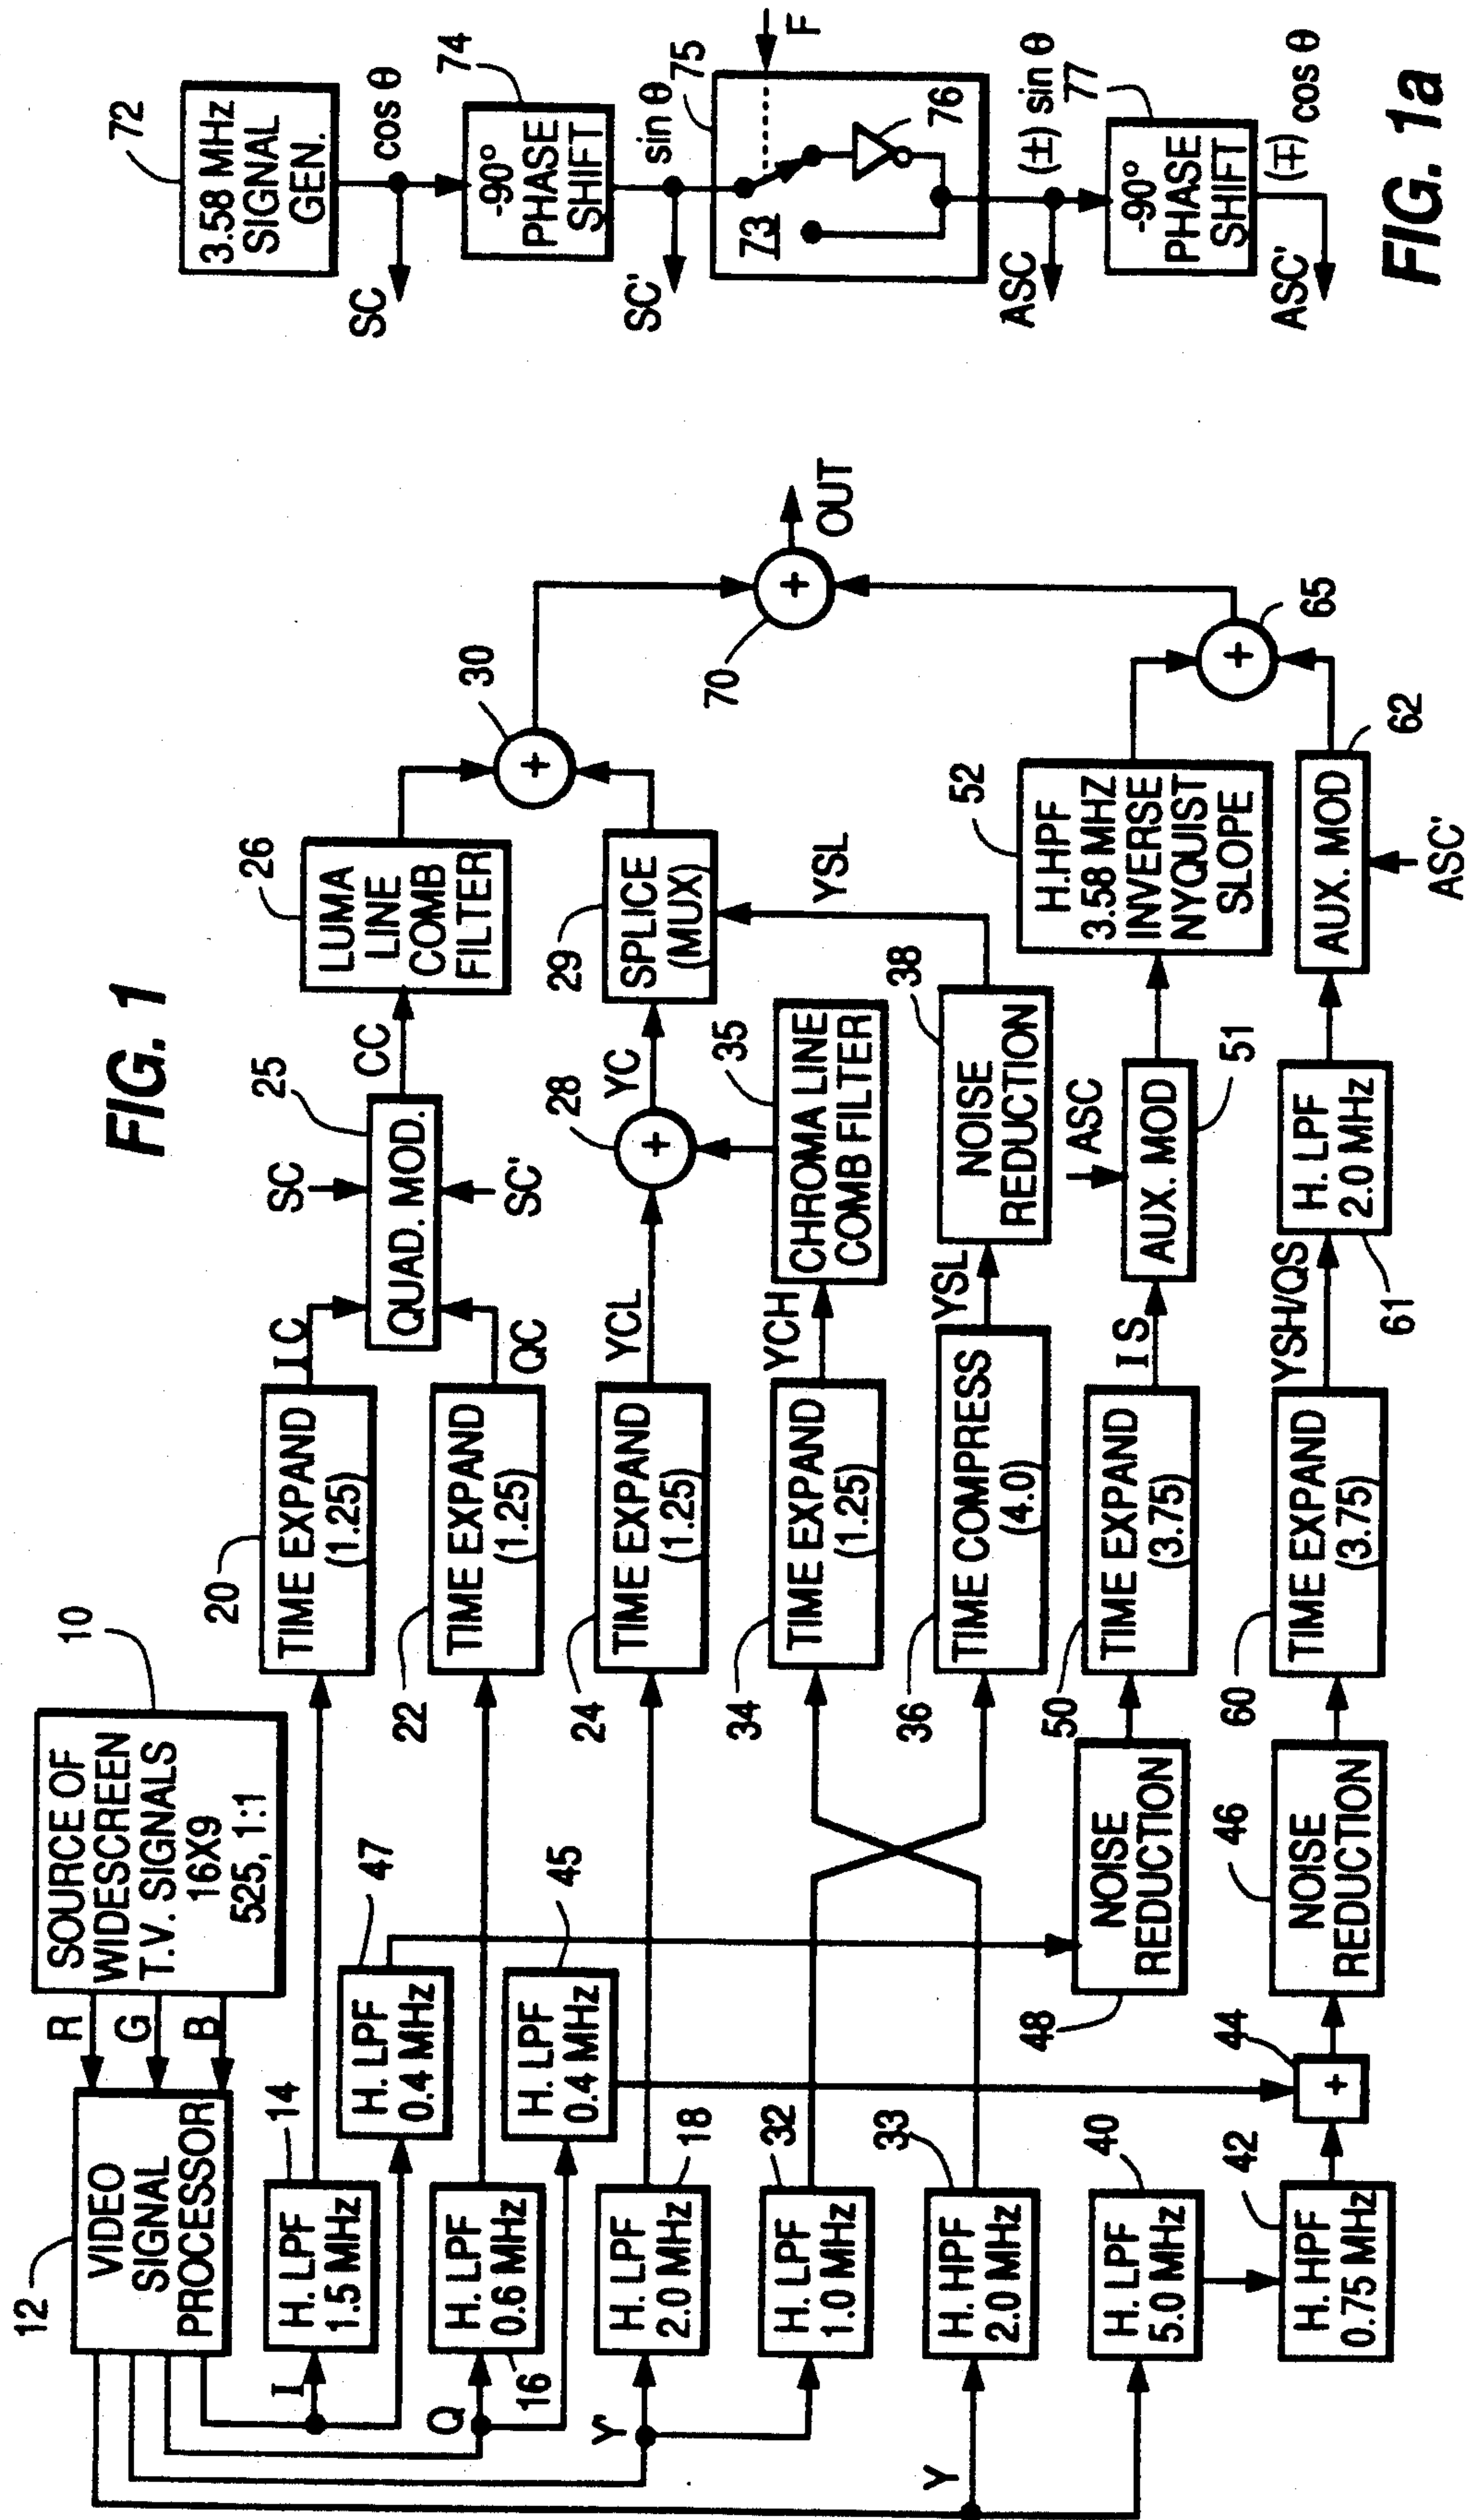 FIG. 1
10
SOURCE OF
WIDESCREEN
T.V. SIGNALS
16X9
525, 1:1
R
G
B
12
VIDEO
SIGNAL
PROCESSOR
I
14
H. LPF
1.5 MHz
47
H. LPF
0.4 MHz
20
TIME EXPAND
(1.25)
IC
SC
25
QUAD. MOD.
SC'
CC
26
LUMA
LINE
COMB
FILTER
30
+
Q
16
H. LPF
0.6 MHz
45
H. LPF
0.4 MHz
22
TIME EXPAND
(1.25)
QC
Y'
18
H. LPF
2.0 MHz
24
TIME EXPAND
(1.25)
YCL
28
+
YC
29
SPLICE
(MUX)
YSL
70
+
OUT
32
H. LPF
1.0 MHz
34
TIME EXPAND
(1.25)
YCH
35
CHROMA LINE
COMB FILTER
Y
33
H. HPF
2.0 MHz
36
TIME COMPRESS
(4.0)
YSL
38
NOISE
REDUCTION
40
H. LPF
5.0 MHz
48
NOISE
REDUCTION
50
TIME EXPAND
(3.75)
IS
ASC
AUX. MOD
51
52
H.HPF
3.58 MHZ
INVERSE
NYQUIST
SLOPE
65
+
42
H. HPF
0.75 MHz
44
+
46
NOISE
REDUCTION
60
TIME EXPAND
(3.75)
YSH/QS
61
H. LPF
2.0 MHz
62
AUX. MOD
ASC'
72
3.58 MHz
SIGNAL
GEN.
SC
cos θ
74
-90°
PHASE
SHIFT
SC'
sin θ
75
73
76
F
ASC
(±) sin θ
77
-90°
PHASE
SHIFT
ASC'
(∓) cos θ
FIG. 1a